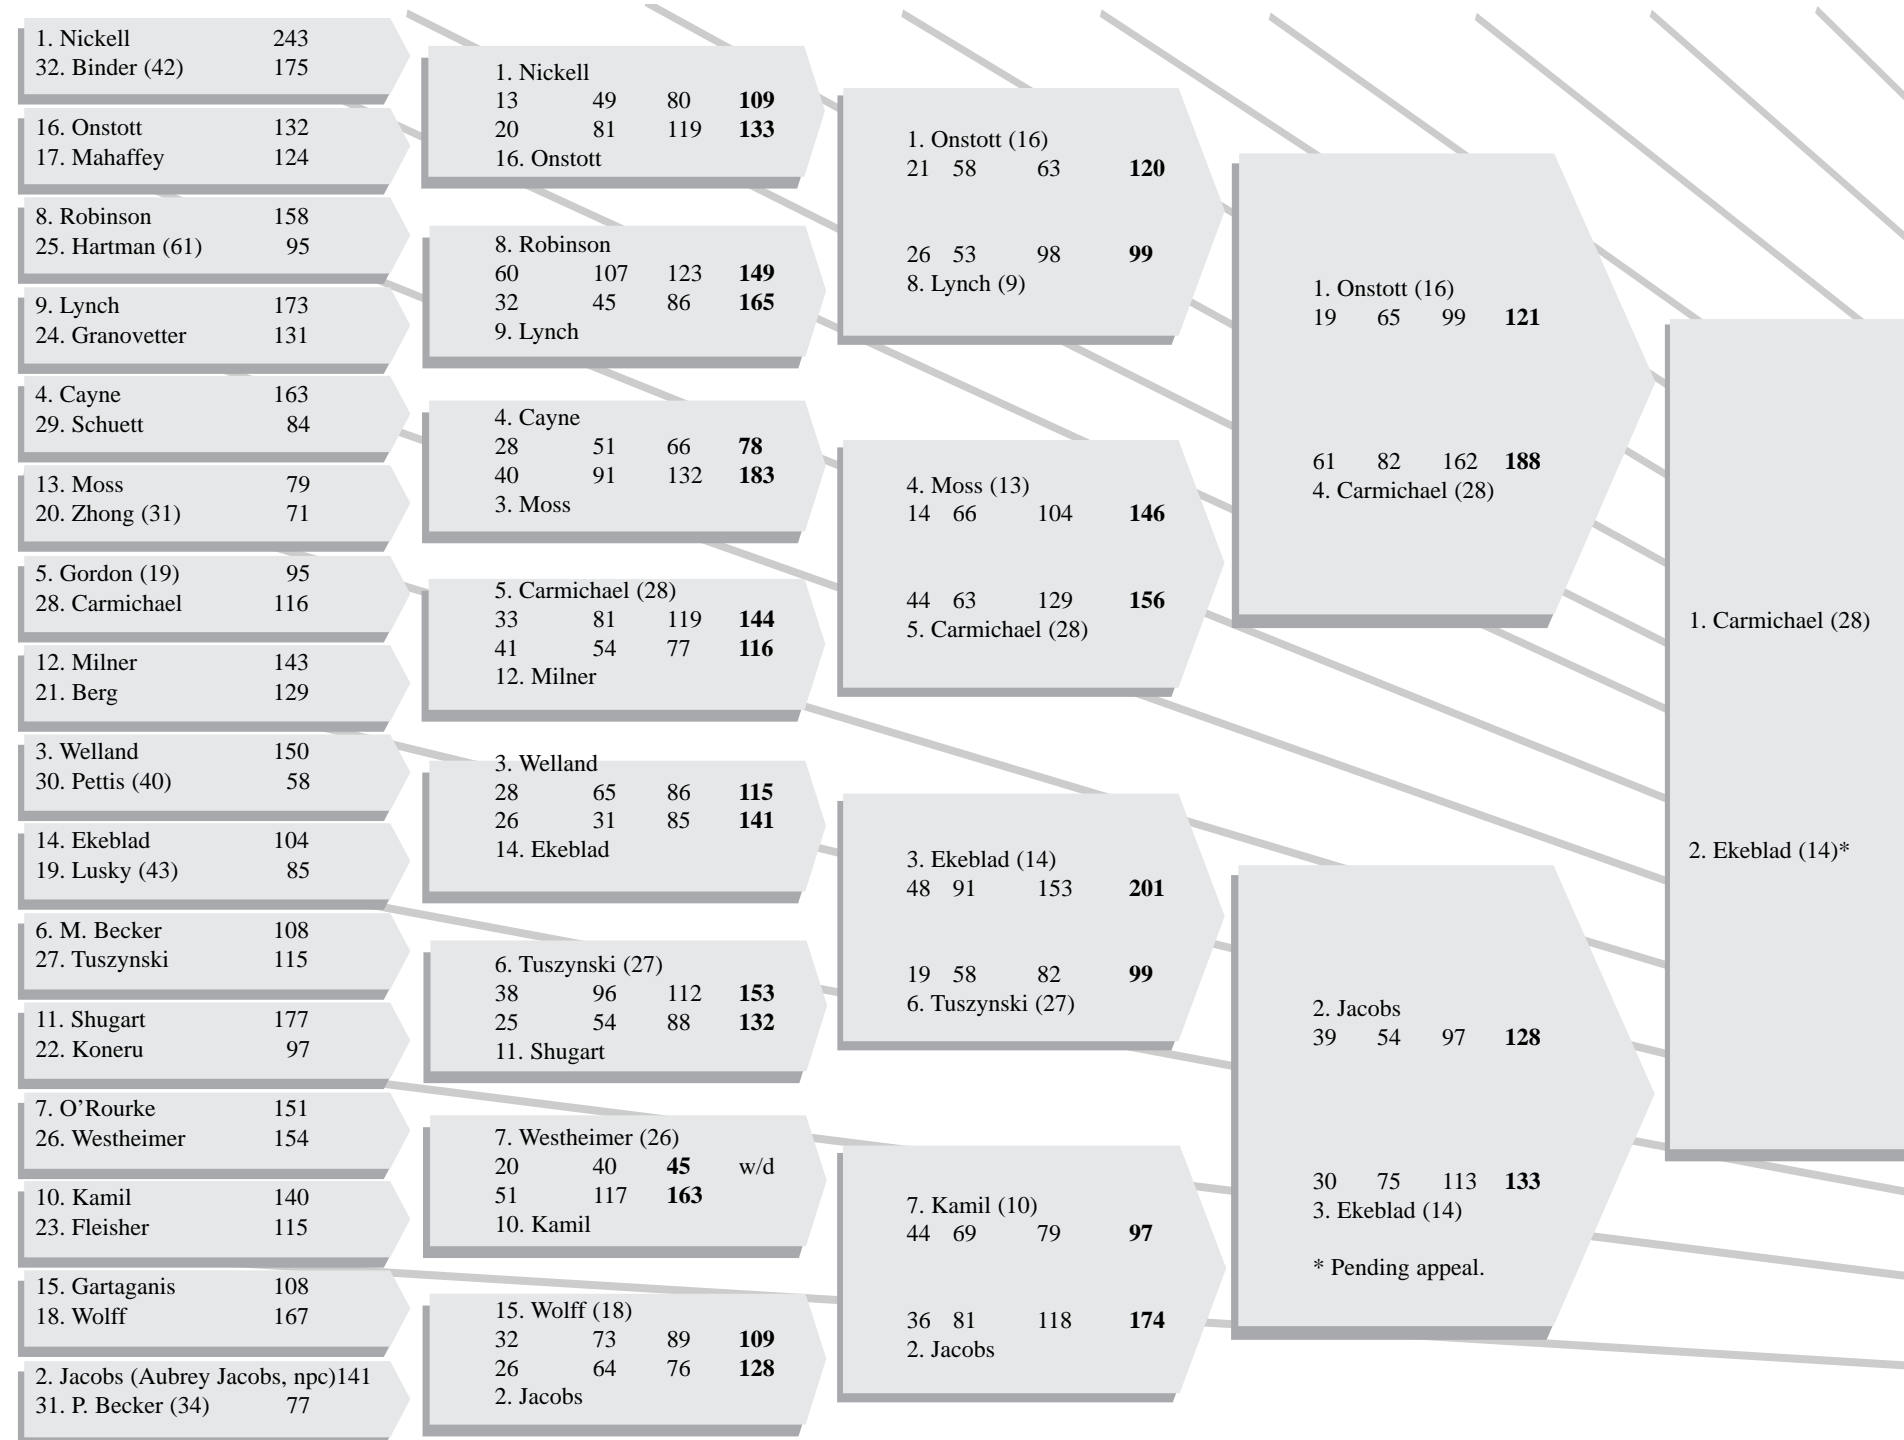 1. Nickell 243
32. Binder (42) 175
16. Onstott 132
17. Mahaffey 124
8. Robinson 158
25. Hartman (61) 95
9. Lynch 173
24. Granovetter 131
4. Cayne 163
29. Schuett 84
13. Moss 79
20. Zhong (31) 71
5. Gordon (19) 95
28. Carmichael 116
12. Milner 143
21. Berg 129
3. Welland 150
30. Pettis (40) 58
14. Ekeblad 104
19. Lusky (43) 85
6. M. Becker 108
27. Tuszynski 115
11. Shugart 177
22. Koneru 97
7. O’Rourke 151
26. Westheimer 154
10. Kamil 140
23. Fleisher 115
15. Gartaganis 108
18. Wolff 167
2. Jacobs (Aubrey Jacobs, npc)141
31. P. Becker (34) 77
1. Nickell
13 49 80 109
20 81 119 133
16. Onstott
8. Robinson
60 107 123 149
32 45 86 165
9. Lynch
4. Cayne
28 51 66 78
40 91 132 183
3. Moss
5. Carmichael (28)
33 81 119 144
41 54 77 116
12. Milner
3. Welland
28 65 86 115
26 31 85 141
14. Ekeblad
6. Tuszynski (27)
38 96 112 153
25 54 88 132
11. Shugart
7. Westheimer (26)
20 40 45 w/d
51 117 163
10. Kamil
15. Wolff (18)
32 73 89 109
26 64 76 128
2. Jacobs
1. Onstott (16)
21 58 63 120
26 53 98 99
8. Lynch (9)
4. Moss (13)
14 66 104 146
44 63 129 156
5. Carmichael (28)
3. Ekeblad (14)
48 91 153 201
19 58 82 99
6. Tuszynski (27)
7. Kamil (10)
44 69 79 97
36 81 118 174
2. Jacobs
1. Onstott (16)
19 65 99 121
61 82 162 188
4. Carmichael (28)
2. Jacobs
39 54 97 128
30 75 113 133
3. Ekeblad (14)
* Pending appeal.
1. Carmichael (28)
2. Ekeblad (14)*